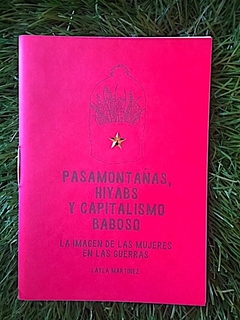 PASAMONTAÑAS,
HIYABS
Y CAPITALISMO
BABOSO
LA IMAGEN DE LAS MUJERES
EN LAS GUERRAS
LAYLA MARTÍNEZ